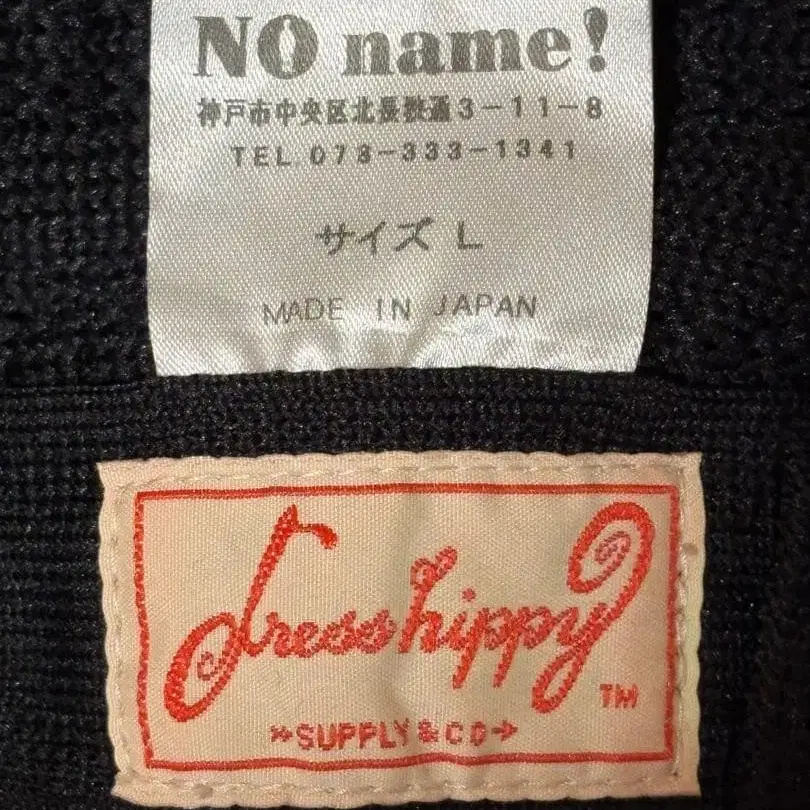 NO name!
神戸市中央区北長狭通3-11-8
TEL.078-333-1341
サイズ L
MADE IN JAPAN
dresshippy
TM
»SUPPLY & CO→